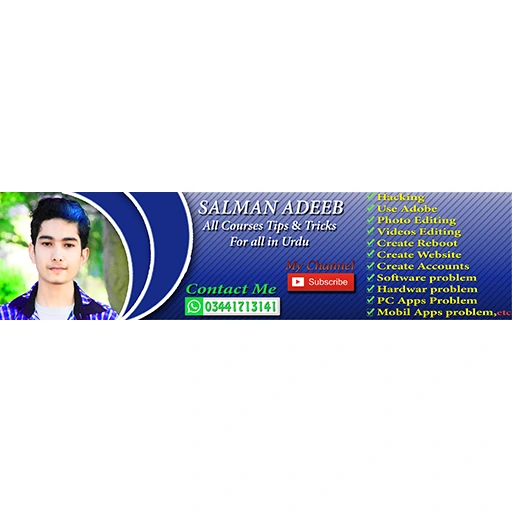 SALMAN ADEEB
All Courses Tips & Tricks
For all in Urdu
My Channel
Subscribe
Contact Me
03441713141
Hacking
Use Adobe
Photo Editing
Videos Editing
Create Reboot
Create Website
Create Accounts
Software problem
Hardwar problem
PC Apps Problem
Mobil Apps problem,etc